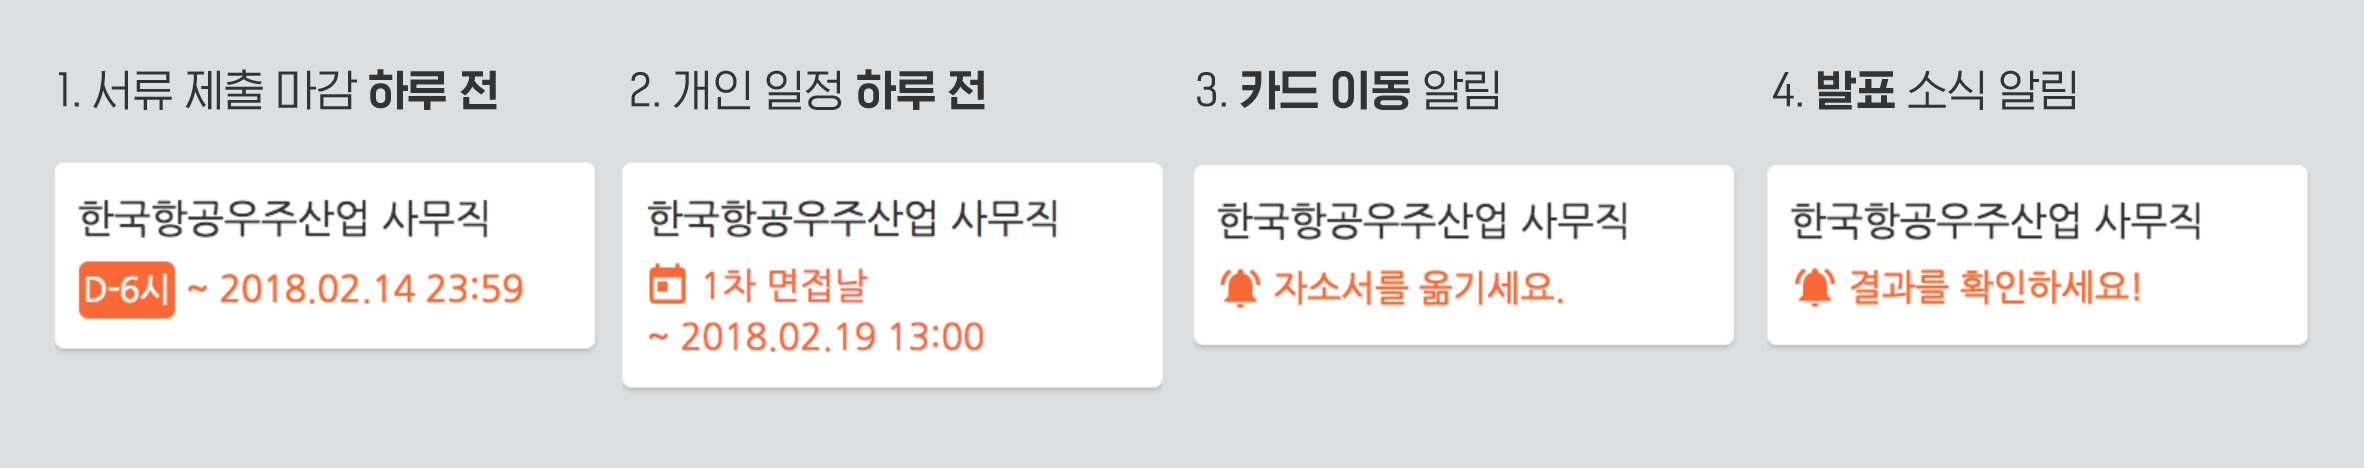 1. 서류 제출 마감 하루 전
한국항공우주산업 사무직
D-6시 ~ 2018.02.14 23:59
2. 개인 일정 하루 전
한국항공우주산업 사무직
1차 면접날
~ 2018.02.19 13:00
3. 카드 이동 알림
한국항공우주산업 사무직
자소서를 옮기세요.
4. 발표 소식 알림
한국항공우주산업 사무직
결과를 확인하세요!